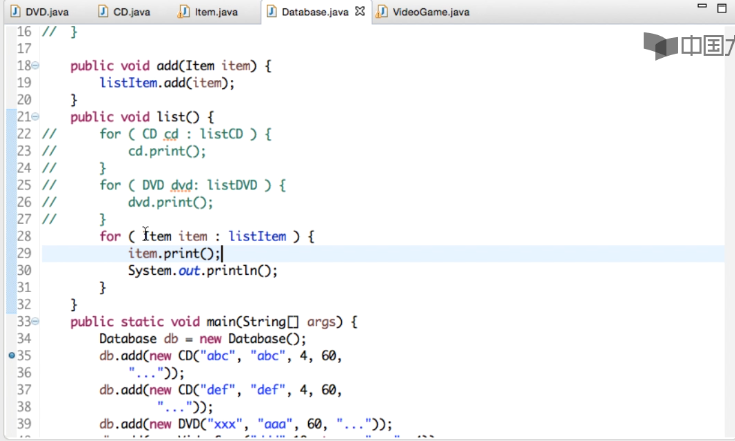 DVD.java CD.java Item.java Database.java VideoGame.java
16 // }
17
18 public void add(Item item) {
19 listItem.add(item);
20 }
21 public void list() {
22 // for ( CD cd : listCD ) {
23 // cd.print();
24 // }
25 // for ( DVD dvd: listDVD ) {
26 // dvd.print();
27 // }
28 for ( Item item : listItem ) {
29 item.print();
30 System.out.println();
31 }
32 }
33 public static void main(String[] args) {
34 Database db = new Database();
35 db.add(new CD("abc", "abc", 4, 60,
36 "..."));
37 db.add(new CD("def", "def", 4, 60,
38 "..."));
39 db.add(new DVD("xxx", "aaa", 60, "..."));
中国